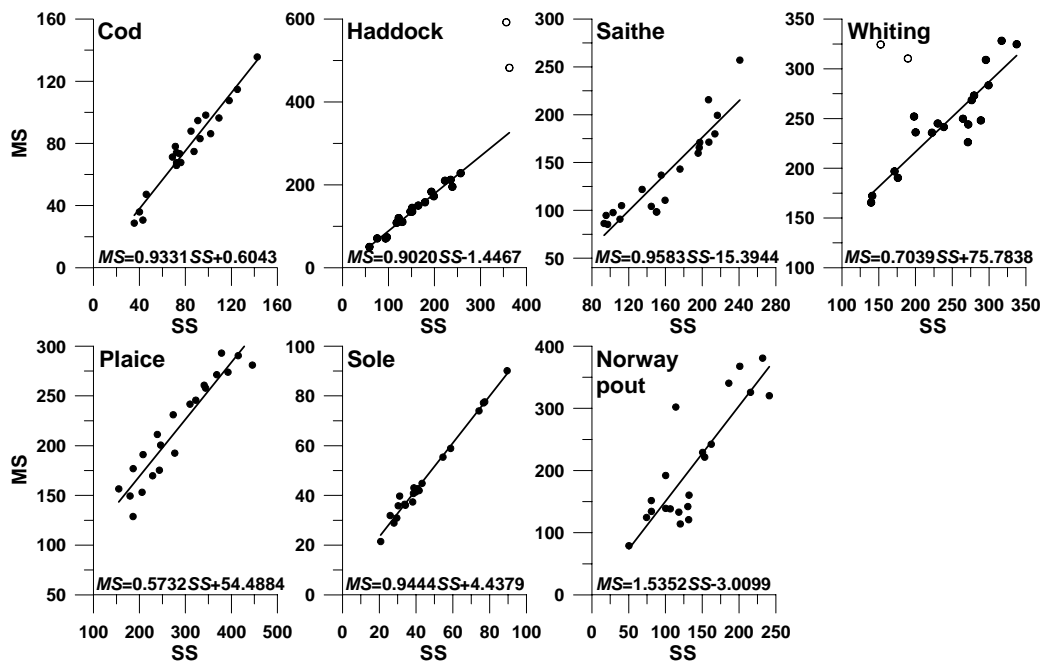 Cod
MS
160
120
80
40
0
MS=0.9331SS+0.6043
0 40 80 120 160
SS
Haddock
600
400
200
0
MS=0.9020SS-1.4467
0 100 200 300 400
SS
Saithe
300
250
200
150
100
50
MS=0.9583SS-15.3944
80 120 160 200 240 280
SS
Whiting
350
300
250
200
150
100
MS=0.7039SS+75.7838
100 150 200 250 300 350
SS
Plaice
MS
300
250
200
150
100
50
MS=0.5732SS+54.4884
100 200 300 400 500
SS
Sole
100
80
60
40
20
0
MS=0.9444SS+4.4379
0 20 40 60 80 100
SS
Norway
pout
400
300
200
100
0
MS=1.5352SS-3.0099
0 50 100 150 200 250
SS